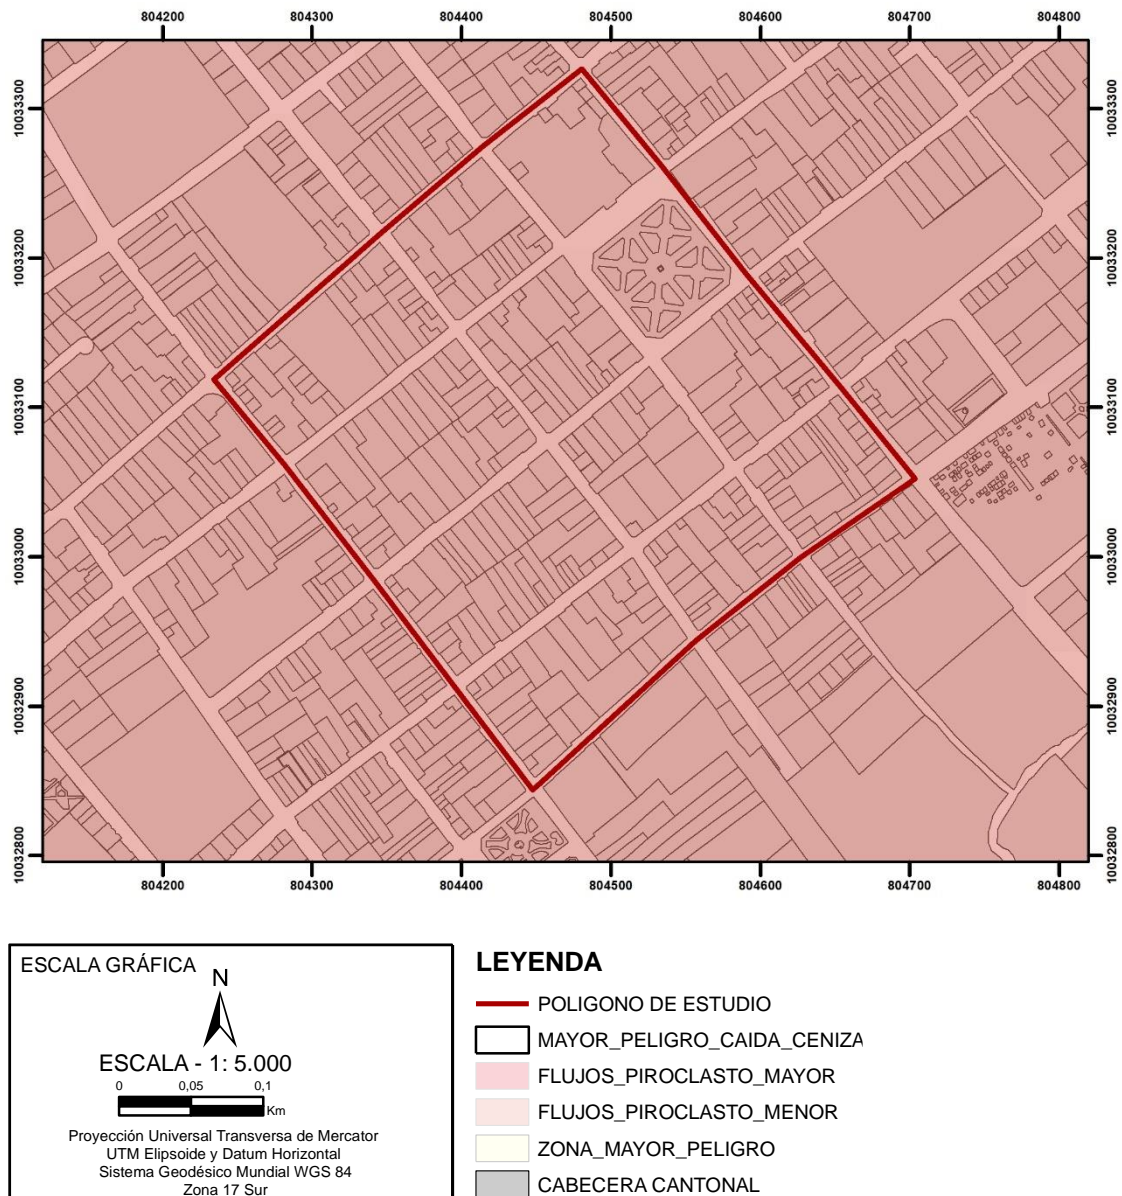 804200 804300 804400 804500 804600 804700 804800
10033300 10033300
10033200 10033200
10033100 10033100
10033000 10033000
10032900 10032900
10032800 10032800
804200 804300 804400 804500 804600 804700 804800
ESCALA GRÁFICA
N
ESCALA - 1: 5.000
0 0,05 0,1
Km
Proyección Universal Transversa de Mercator
UTM Elipsoide y Datum Horizontal
Sistema Geodésico Mundial WGS 84
Zona 17 Sur
LEYENDA
POLIGONO DE ESTUDIO
MAYOR_PELIGRO_CAIDA_CENIZA
FLUJOS_PIROCLASTO_MAYOR
FLUJOS_PIROCLASTO_MENOR
ZONA_MAYOR_PELIGRO
CABECERA CANTONAL